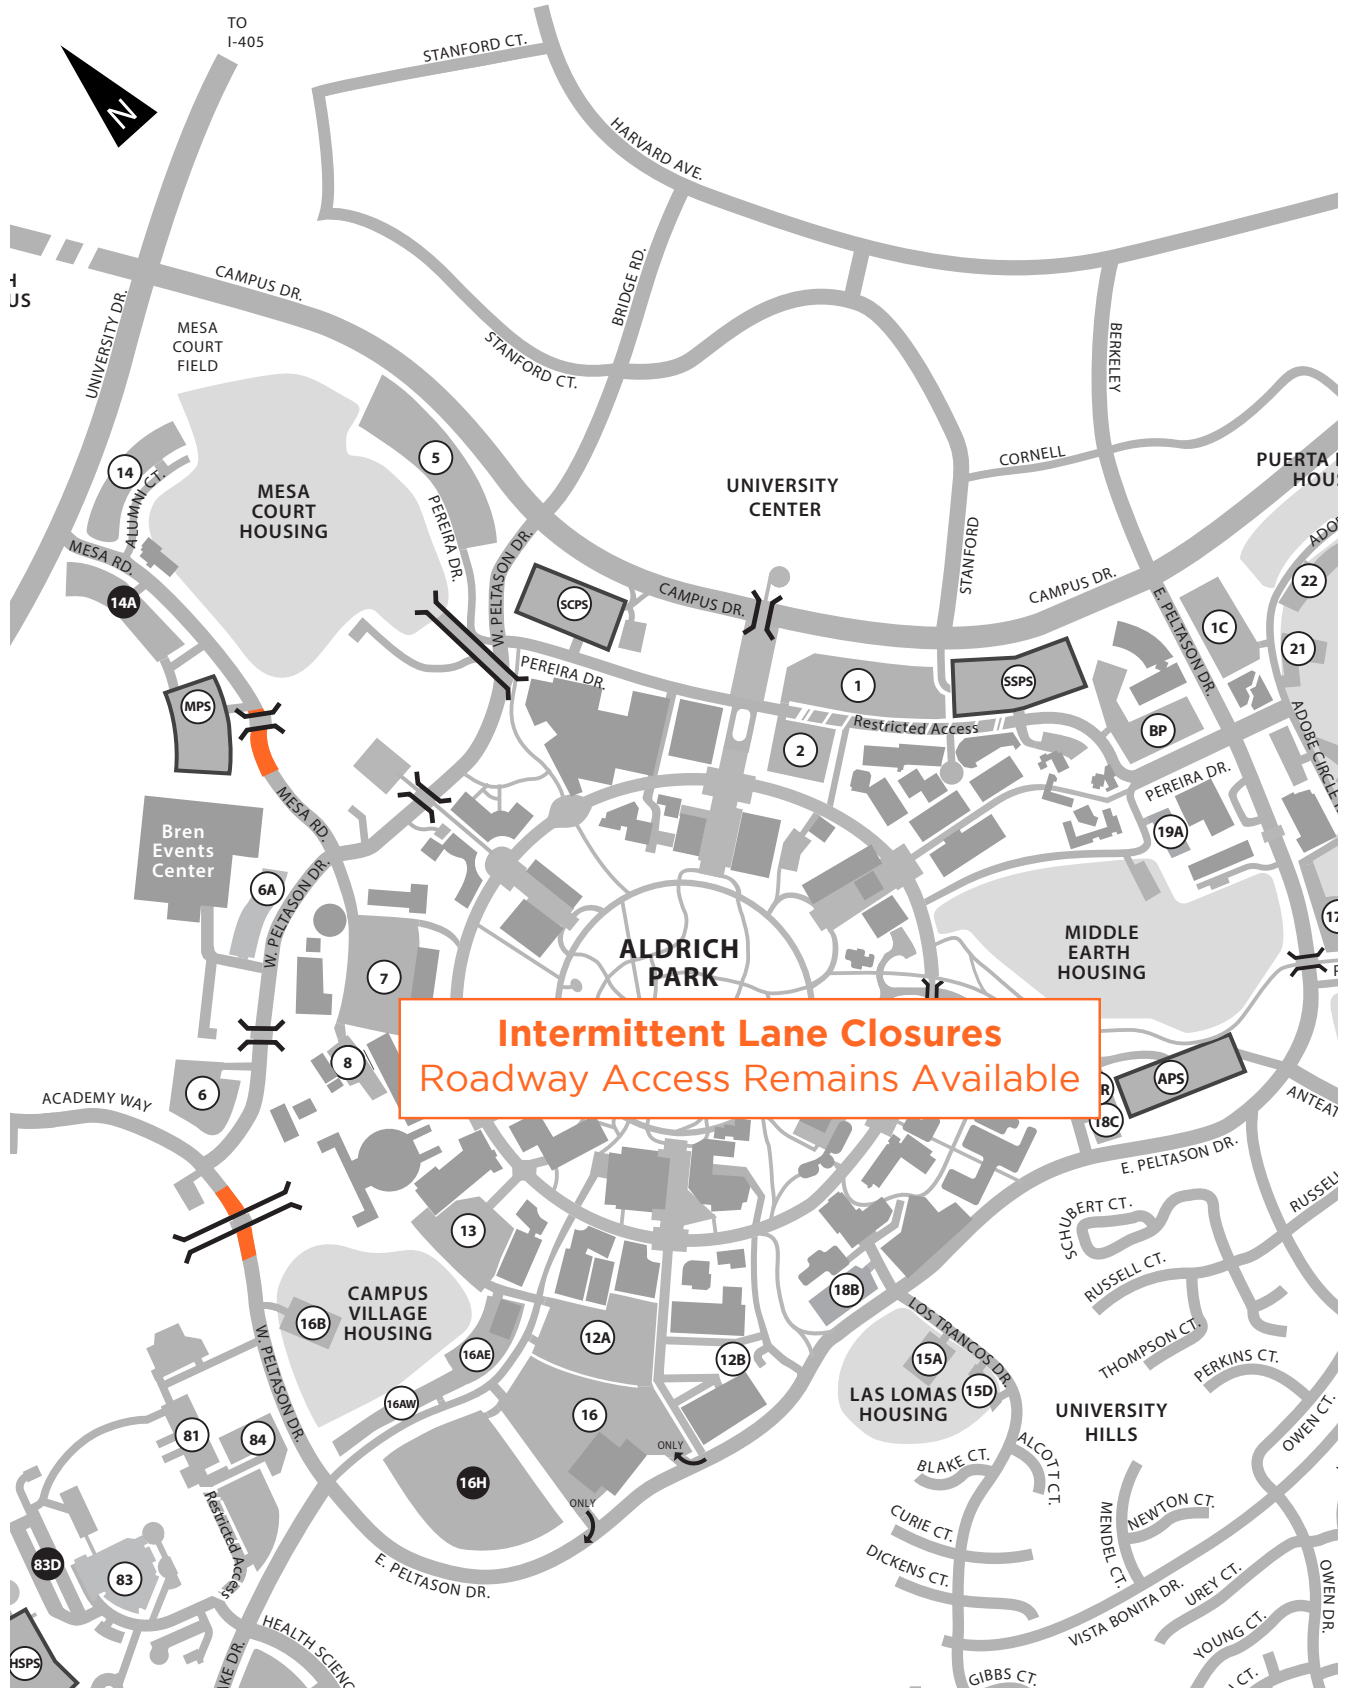 TO
I-405
N
STANFORD CT.
HARVARD AVE.
CAMPUS DR.
UNIVERSITY DR.
BRIDGE RD.
STANFORD CT.
MESA
COURT
FIELD
BERKELEY
CORNELL
14
ALUMNI CT.
5
PEREIRA DR.
MESA
COURT
HOUSING
UNIVERSITY
CENTER
MESA RD.
14A
W. PELTASON DR.
SCPS
CAMPUS DR.
STANFORD
CAMPUS DR.
E. PELTASON DR.
22
1C
21
MPS
PEREIRA DR.
1
SSPS
Restricted Access
2
BP
ADOBE CIRCLE
MESA RD.
PEREIRA DR.
19A
Bren
Events
Center
6A
W. PELTASON DR.
MIDDLE
EARTH
HOUSING
ALDRICH
PARK
7
17
Intermittent Lane Closures
Roadway Access Remains Available
8
6
ACADEMY WAY
R
APS
18C
E. PELTASON DR.
13
SCHUBERT CT.
RUSSELL
RUSSELL CT.
CAMPUS
VILLAGE
HOUSING
16B
W. PELTASON DR.
16AE
12A
12B
18B
LOS TRANCOS DR.
15A
15D
LAS LOMAS
HOUSING
THOMPSON CT.
PERKINS CT.
OWEN CT.
16AW
16
ONLY
UNIVERSITY
HILLS
81
84
16H
ONLY
BLAKE CT.
ALCOTT CT.
Restricted Access
CURIE CT.
MENDEL CT.
NEWTON CT.
83D
83
E. PELTASON DR.
DICKENS CT.
VISTA BONITA DR.
UREY CT.
OWEN DR.
YOUNG CT.
HSPS
GIBBS CT.